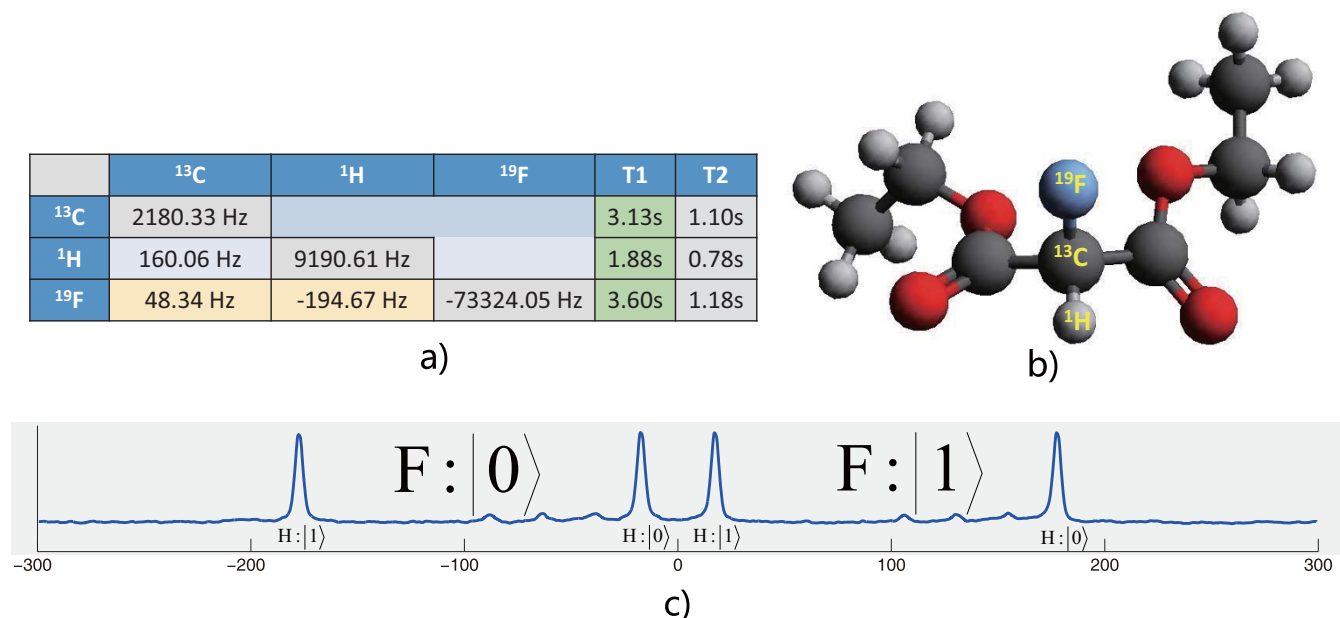 ¹³C ¹H ¹⁹F T1 T2
¹³C 2180.33 Hz 3.13s 1.10s
¹H 160.06 Hz 9190.61 Hz 1.88s 0.78s
¹⁹F 48.34 Hz -194.67 Hz -73324.05 Hz 3.60s 1.18s
a)
¹⁹F
¹³C
¹H
b)
F:|0⟩ F:|1⟩
H:|1⟩ H:|0⟩ H:|1⟩ H:|0⟩
−300 −200 −100 0 100 200 300
c)